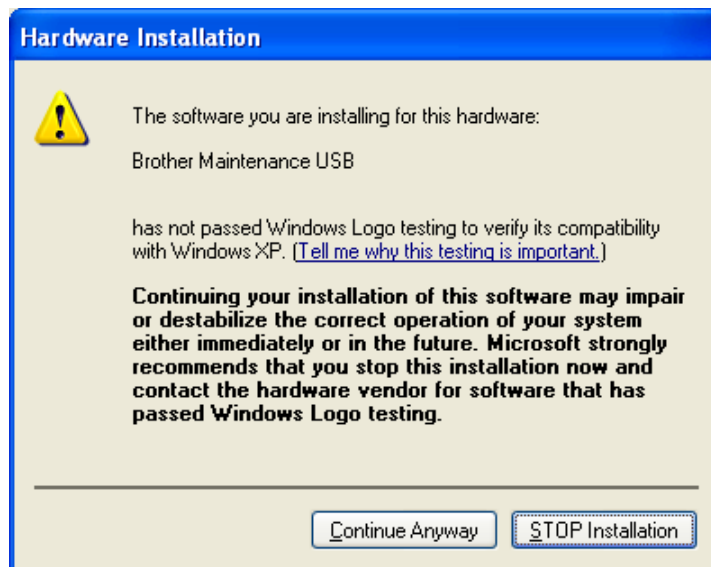 Hardware Installation
The software you are installing for this hardware:
Brother Maintenance USB
has not passed Windows Logo testing to verify its compatibility
with Windows XP. (Tell me why this testing is important.)
Continuing your installation of this software may impair
or destabilize the correct operation of your system
either immediately or in the future. Microsoft strongly
recommends that you stop this installation now and
contact the hardware vendor for software that has
passed Windows Logo testing.
Continue Anyway
STOP Installation